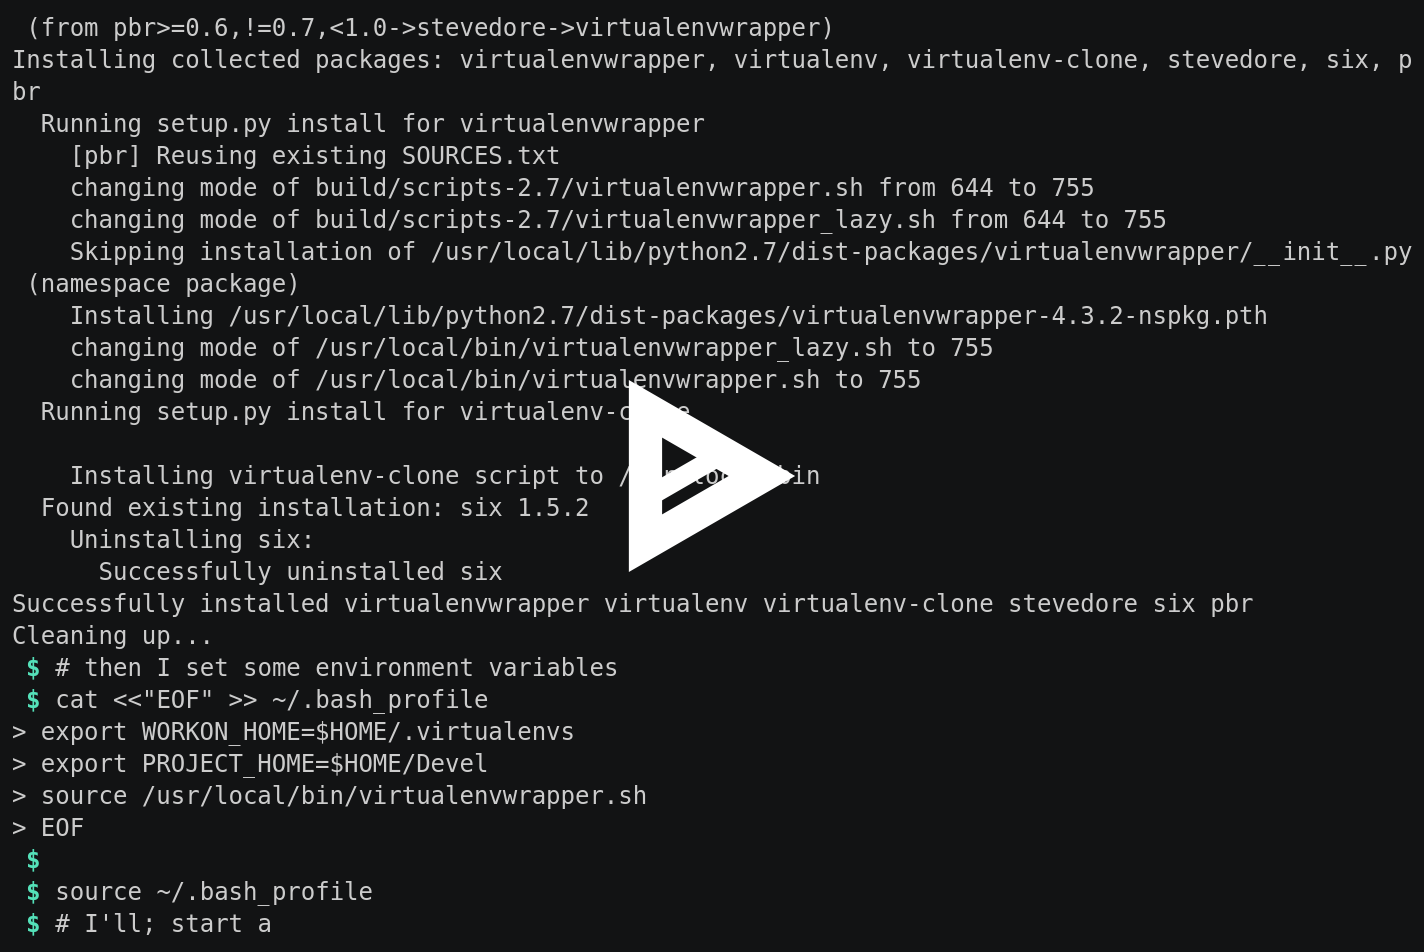 (from pbr>=0.6,!=0.7,<1.0->stevedore->virtualenvwrapper)
Installing collected packages: virtualenvwrapper, virtualenv, virtualenv-clone, stevedore, six, p
br
Running setup.py install for virtualenvwrapper
[pbr] Reusing existing SOURCES.txt
changing mode of build/scripts-2.7/virtualenvwrapper.sh from 644 to 755
changing mode of build/scripts-2.7/virtualenvwrapper_lazy.sh from 644 to 755
Skipping installation of /usr/local/lib/python2.7/dist-packages/virtualenvwrapper/__init__.py
(namespace package)
Installing /usr/local/lib/python2.7/dist-packages/virtualenvwrapper-4.3.2-nspkg.pth
changing mode of /usr/local/bin/virtualenvwrapper_lazy.sh to 755
changing mode of /usr/local/bin/virtualenvwrapper.sh to 755
Running setup.py install for virtualenv-clone
Installing virtualenv-clone script to /usr/local/bin
Found existing installation: six 1.5.2
Uninstalling six:
Successfully uninstalled six
Successfully installed virtualenvwrapper virtualenv virtualenv-clone stevedore six pbr
Cleaning up...
$ # then I set some environment variables
$ cat <<"EOF" >> ~/.bash_profile
> export WORKON_HOME=$HOME/.virtualenvs
> export PROJECT_HOME=$HOME/Devel
> source /usr/local/bin/virtualenvwrapper.sh
> EOF
$
$ source ~/.bash_profile
$ # I'll; start a